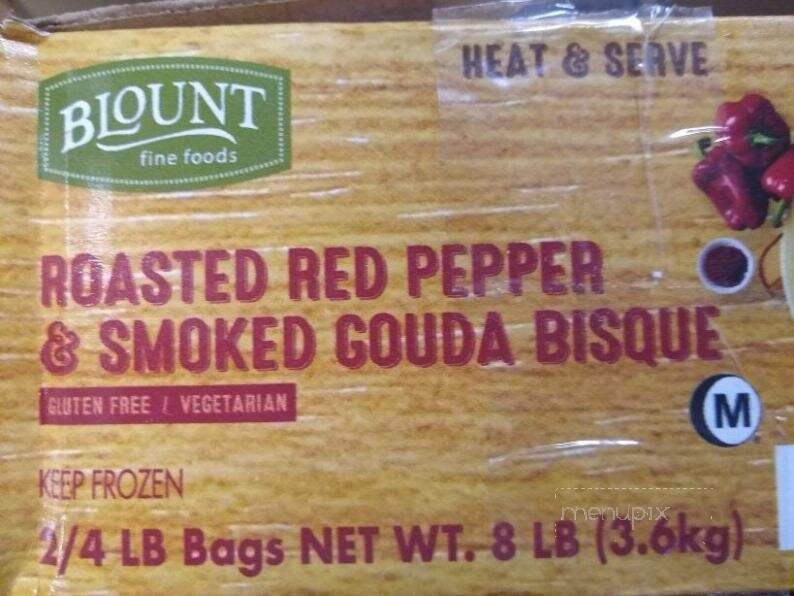 HEAT & SERVE
BLOUNT
fine foods
ROASTED RED PEPPER
& SMOKED GOUDA BISQUE
GLUTEN FREE / VEGETARIAN
M
KEEP FROZEN
menupix
2/4 LB Bags NET WT. 8 LB (3.6kg)